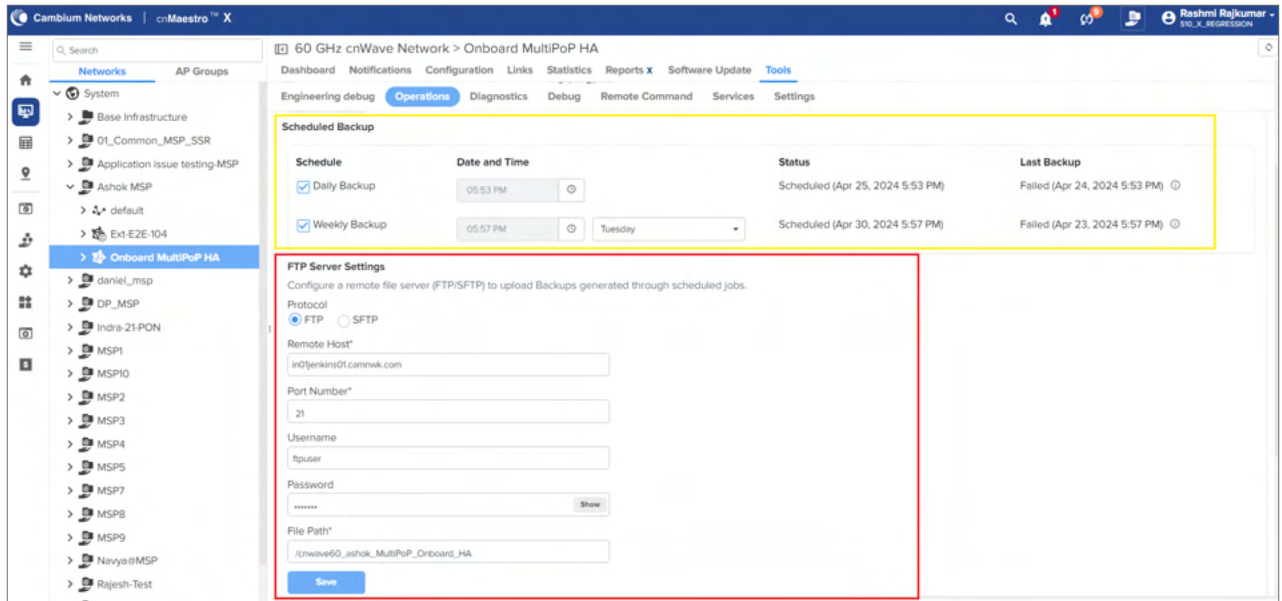 Cambium Networks | cnMaestro™ X
1
9
Rashmi Rajkumar
510_X_REGRESSION
Search
Networks AP Groups
System
Base Infrastructure
01_Common_MSP_SSR
Application issue testing-MSP
Ashok MSP
default
Ext-E2E-104
Onboard MultiPoP HA
daniel_msp
DP_MSP
Indra-21-PON
MSP1
MSP10
MSP2
MSP3
MSP4
MSP5
MSP7
MSP8
MSP9
Navya@MSP
Rajesh-Test
60 GHz cnWave Network > Onboard MultiPoP HA
Dashboard Notifications Configuration Links Statistics Reports X Software Update Tools
Engineering debug Operations Diagnostics Debug Remote Command Services Settings
Scheduled Backup
Schedule Date and Time Status Last Backup
Daily Backup 05:53 PM Scheduled (Apr 25, 2024 5:53 PM) Failed (Apr 24, 2024 5:53 PM)
Weekly Backup 05:57 PM Tuesday Scheduled (Apr 30, 2024 5:57 PM) Failed (Apr 23, 2024 5:57 PM)
FTP Server Settings
Configure a remote file server (FTP/SFTP) to upload Backups generated through scheduled jobs.
Protocol
FTP SFTP
Remote Host*
in01jenkins01.camnwk.com
Port Number*
21
Username
ftpuser
Password
••••••• Show
File Path*
/cnwave60_ashok_MultiPoP_Onboard_HA
Save